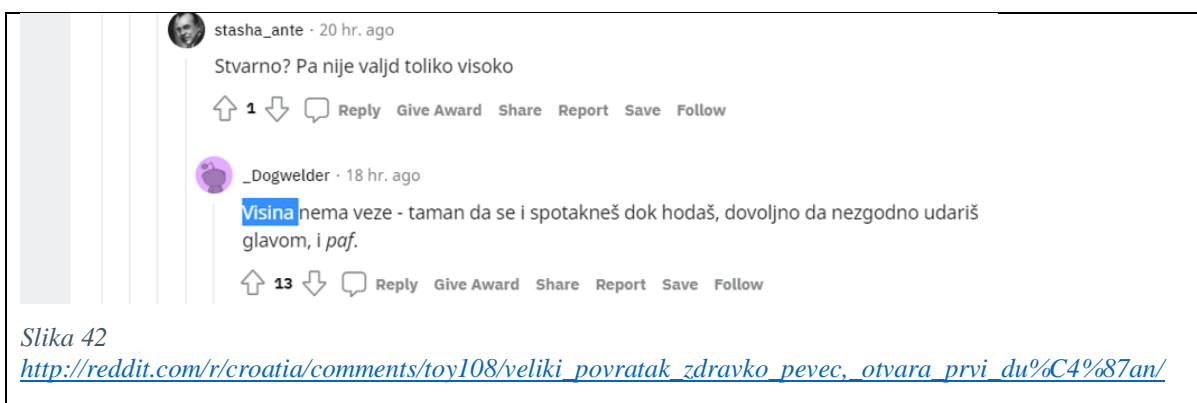 stasha_ante · 20 hr. ago
Stvarno? Pa nije valjd toliko visoko
1 Reply Give Award Share Report Save Follow
_Dogwelder · 18 hr. ago
Visina nema veze - taman da se i spotakneš dok hodaš, dovoljno da nezgodno udariš
glavom, i paf.
13 Reply Give Award Share Report Save Follow
Slika 42
http://reddit.com/r/croatia/comments/toy108/veliki_povratak_zdravko_pevec,_otvara_prvi_du%C4%87an/